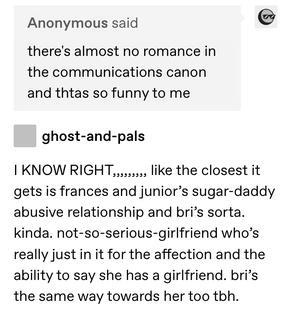 Anonymous said
there's almost no romance in
the communications canon
and thtas so funny to me
ghost-and-pals
I KNOW RIGHT,,,,,,,,, like the closest it
gets is frances and junior's sugar-daddy
abusive relationship and bri's sorta.
kinda. not-so-serious-girlfriend who's
really just in it for the affection and the
ability to say she has a girlfriend. bri's
the same way towards her too tbh.